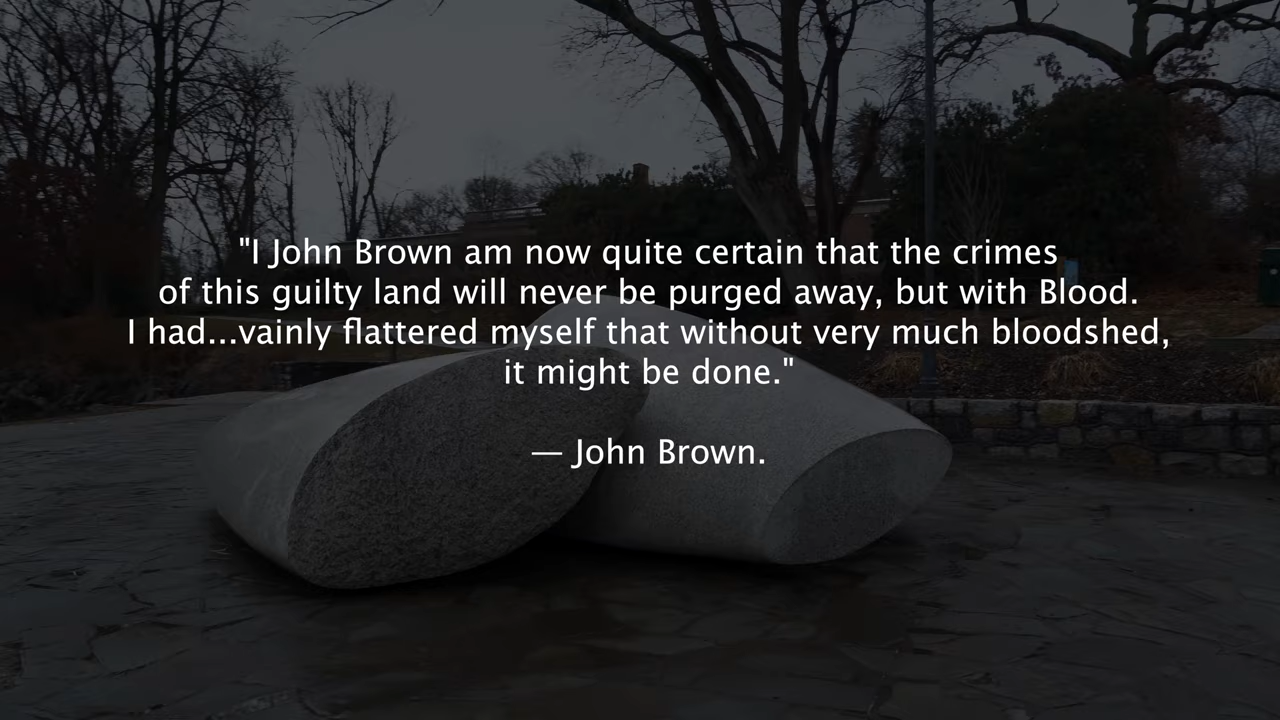 "I John Brown am now quite certain that the crimes
of this guilty land will never be purged away, but with Blood.
I had...vainly flattered myself that without very much bloodshed,
it might be done."
— John Brown.